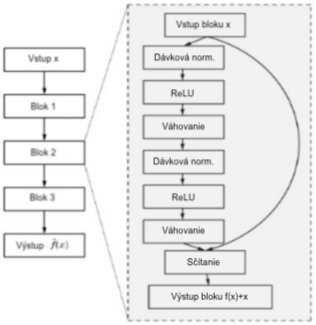 Vstup x
Blok 1
Blok 2
Blok 3
Výstup f̂(x)
Vstup bloku x
Dávková norm.
ReLU
Váhovanie
Dávková norm.
ReLU
Váhovanie
Sčítanie
Výstup bloku f(x)+x